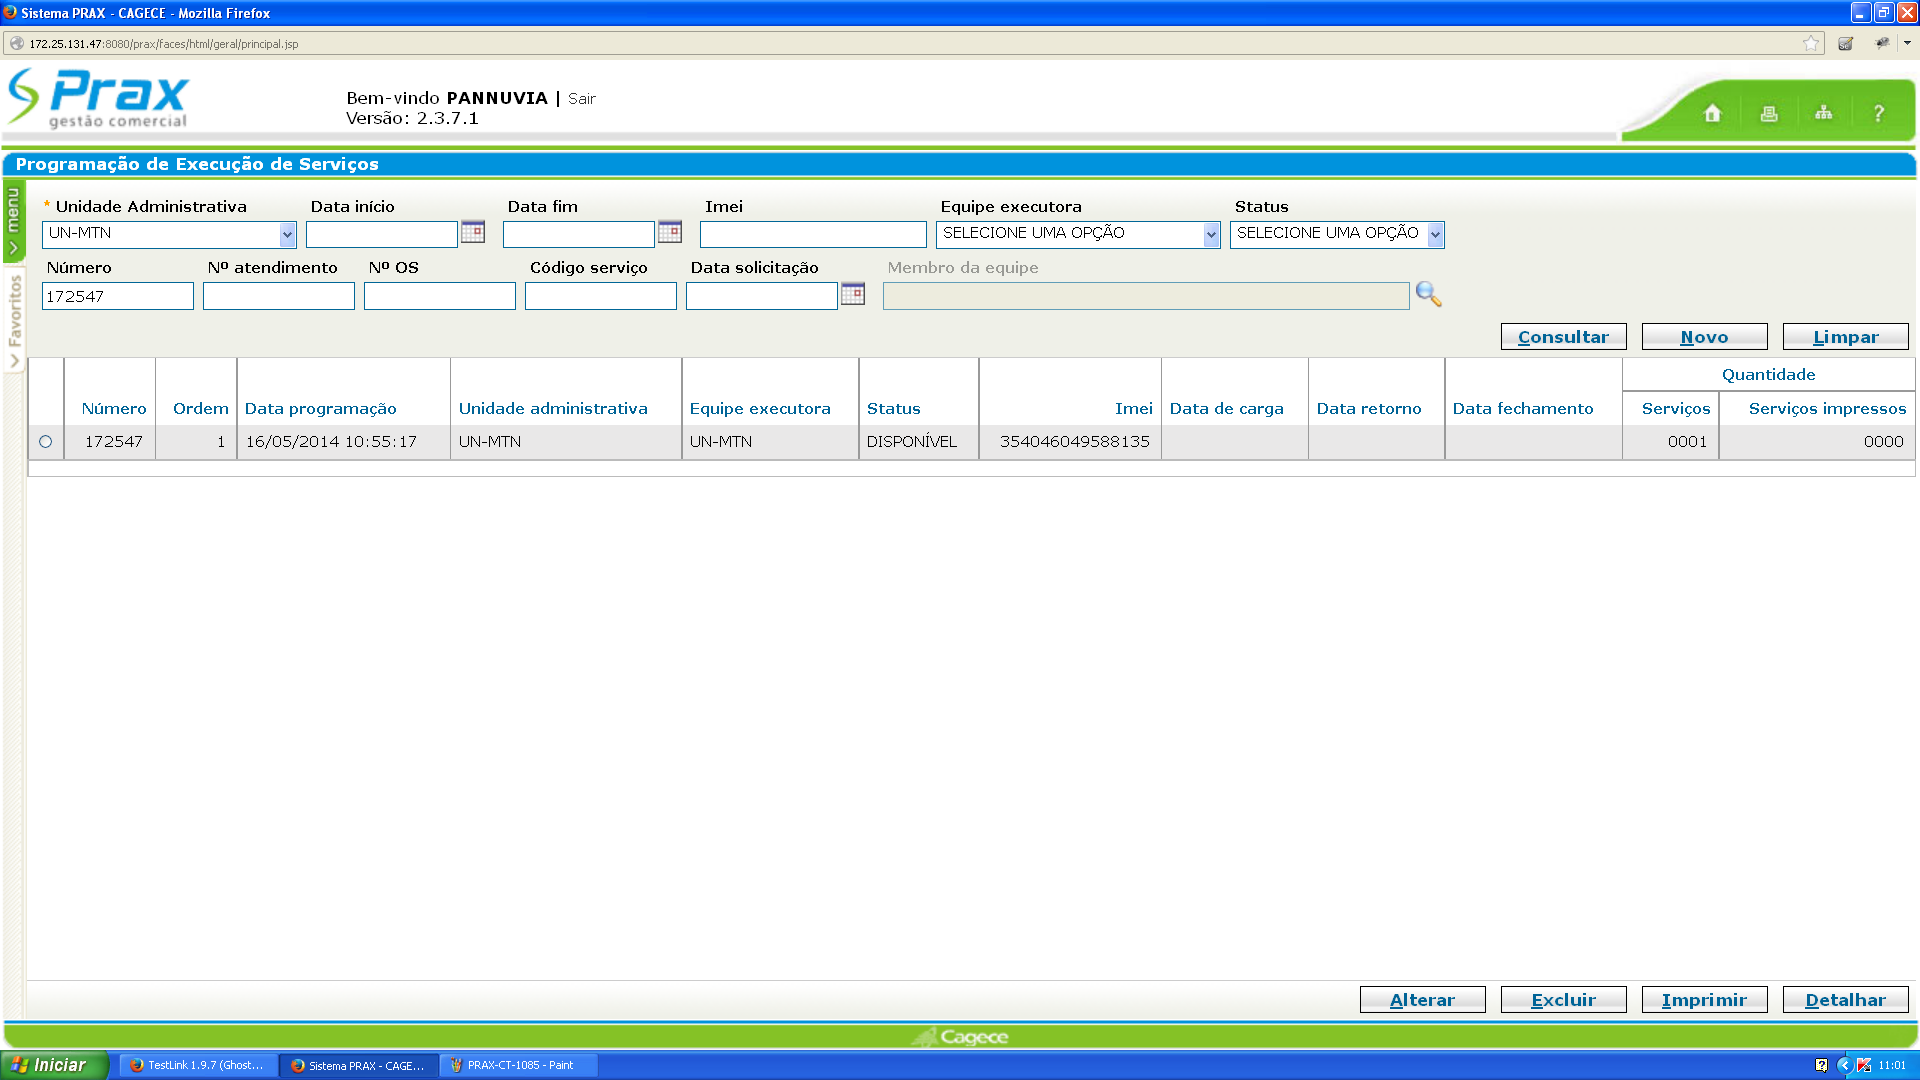 Sistema PRAX - CAGECE - Mozilla Firefox
172.25.131.47:8080/prax/faces/html/geral/principal.jsp
Prax
gestão comercial
Bem-vindo PANNUVIA | Sair
Versão: 2.3.7.1
?
Programação de Execução de Serviços
menu
Favoritos
* Unidade Administrativa Data início Data fim Imei Equipe executora Status
UN-MTN SELECIONE UMA OPÇÃO SELECIONE UMA OPÇÃO
Número Nº atendimento Nº OS Código serviço Data solicitação Membro da equipe
172547
Consultar Novo Limpar
Quantidade
Número Ordem Data programação Unidade administrativa Equipe executora Status Imei Data de carga Data retorno Data fechamento Serviços Serviços impressos
172547 1 16/05/2014 10:55:17 UN-MTN UN-MTN DISPONÍVEL 354046049588135 0001 0000
Alterar Excluir Imprimir Detalhar
Cagece
Iniciar TestLink 1.9.7 (Ghost... Sistema PRAX - CAGE... PRAX-CT-1085 - Paint 11:01